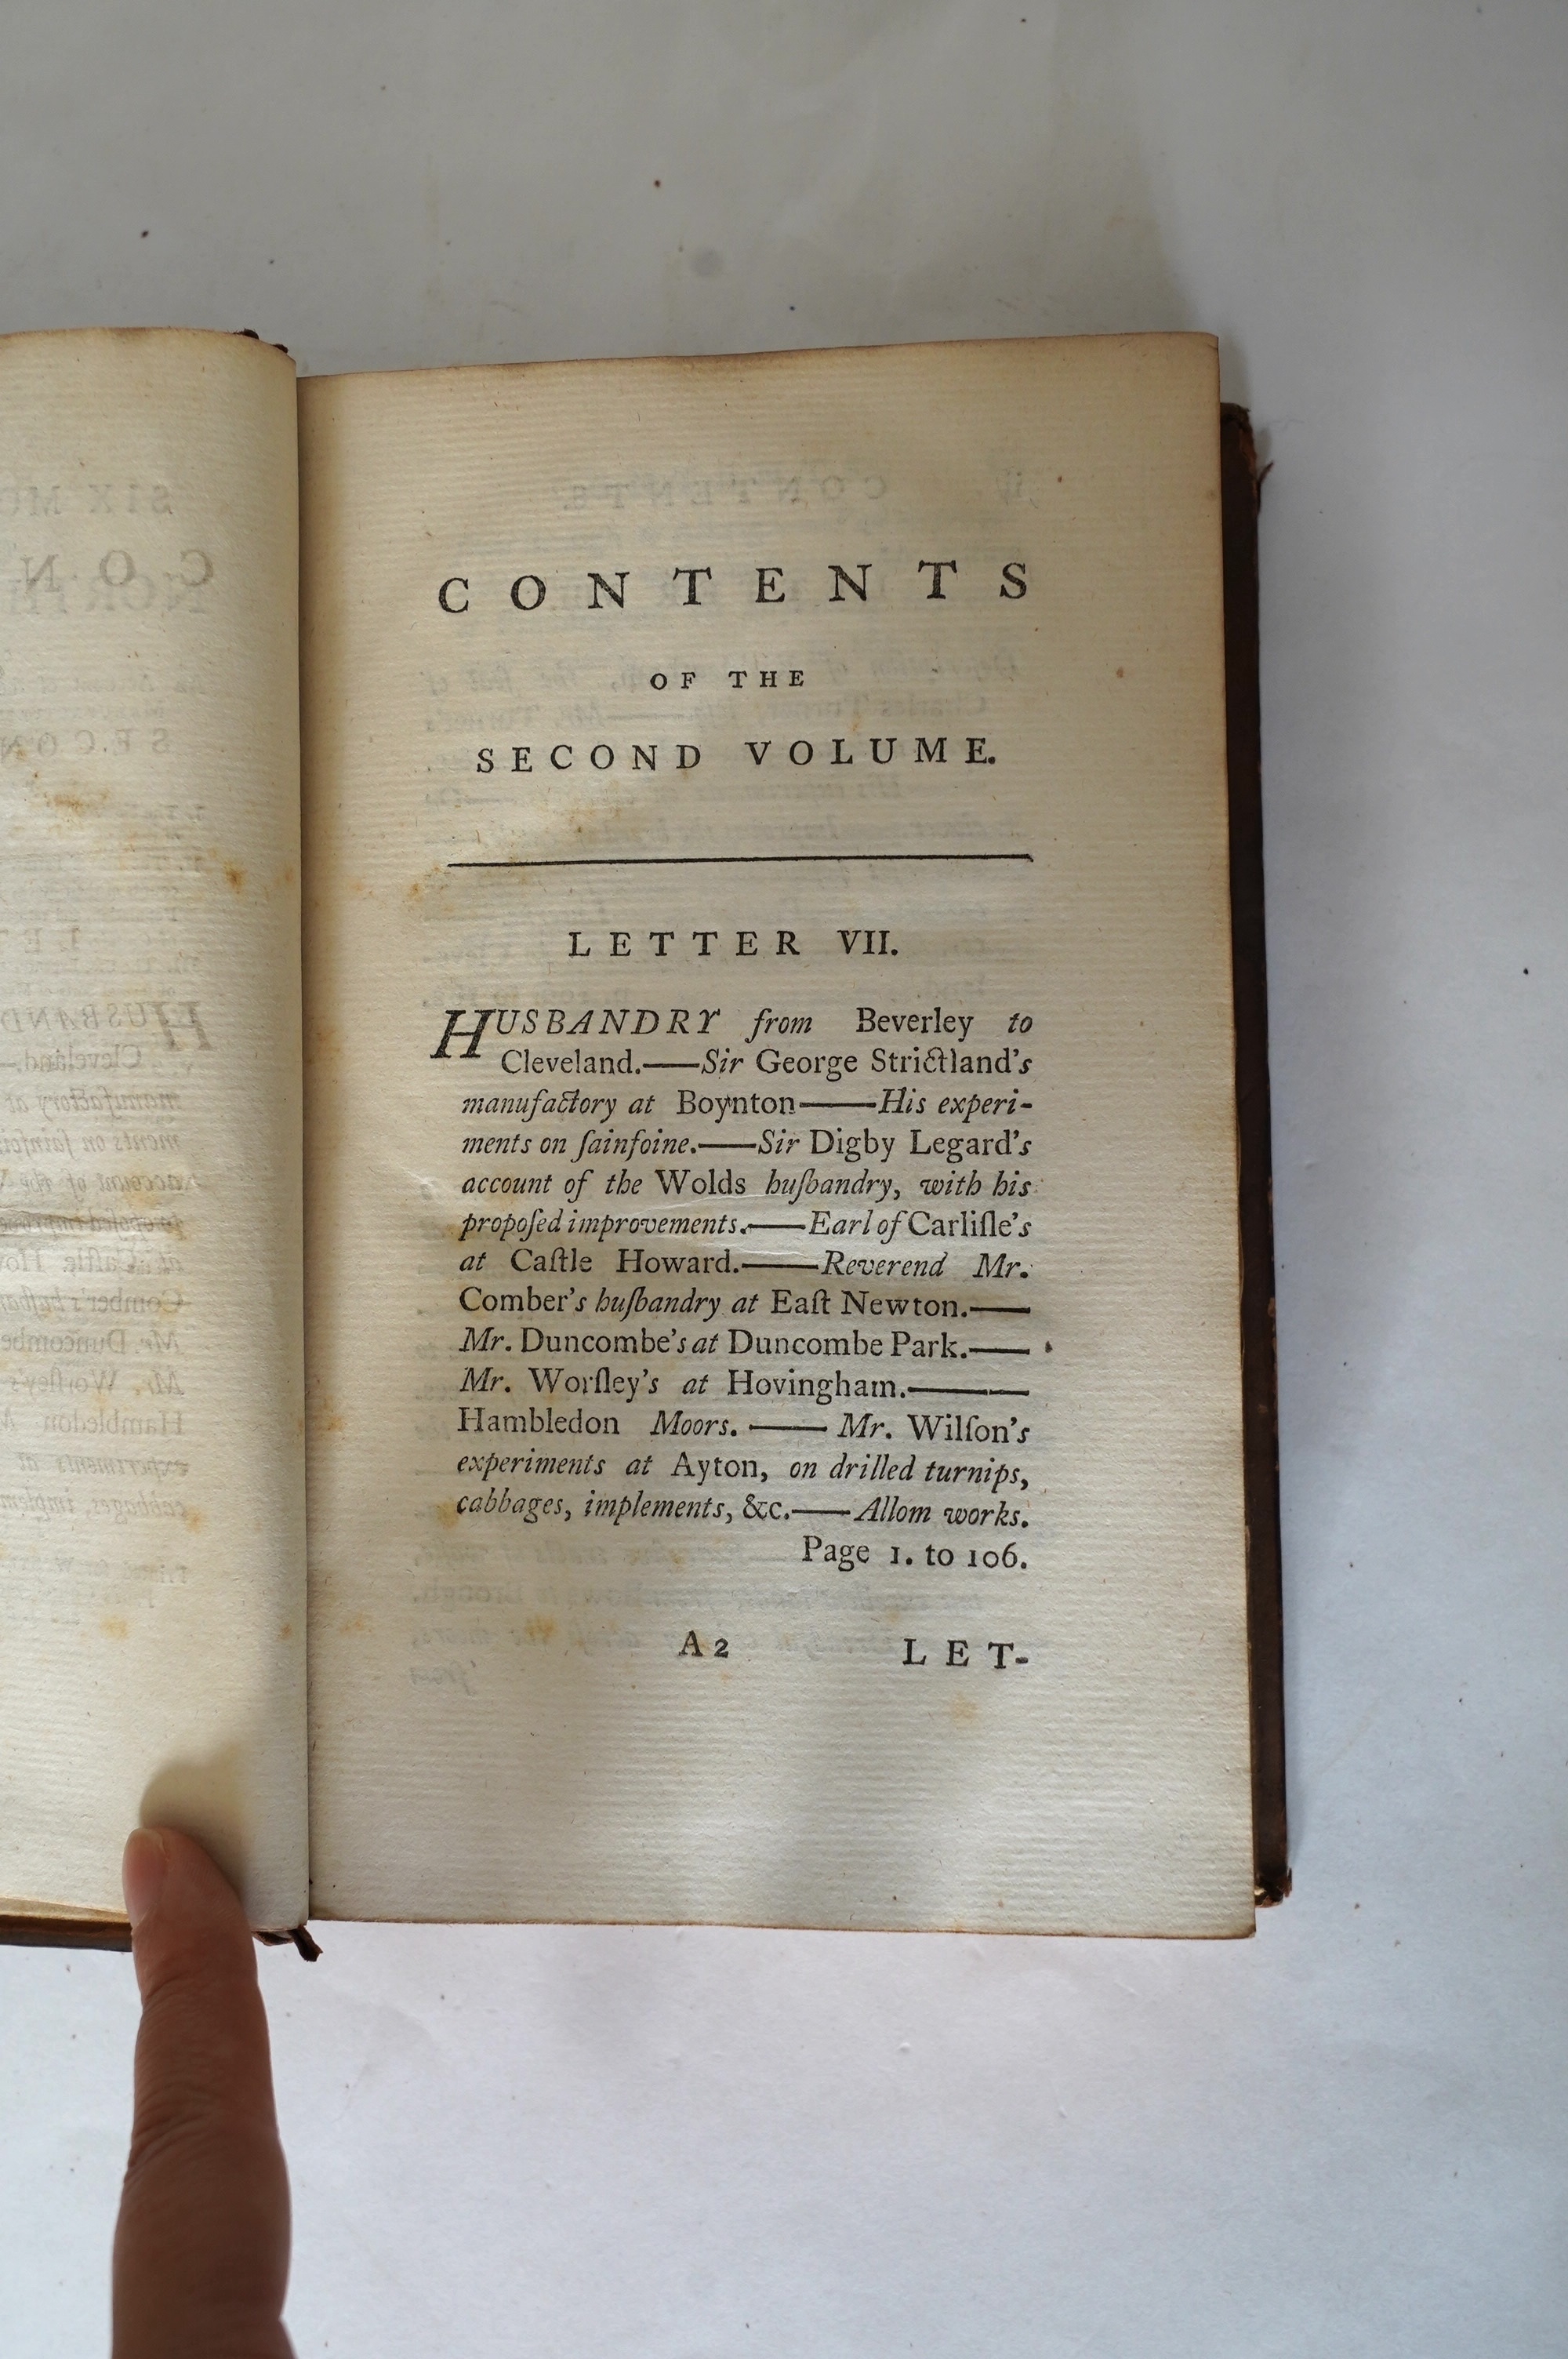 CONTENTS
OF THE
SECOND VOLUME.
LETTER VII.
HUSBANDRY from Beverley to
Cleveland.——Sir George Strictland's
manufactory at Boynton——His experi-
ments on ſainfoine.——Sir Digby Legard's
account of the Wolds huſbandry, with his
propoſed improvements.——Earl of Carliſle's
at Caſtle Howard.——Reverend Mr.
Comber's huſbandry at Eaſt Newton.——
Mr. Duncombe's at Duncombe Park.——
Mr. Worſley's at Hovingham.———
Hambledon Moors.——Mr. Wilſon's
experiments at Ayton, on drilled turnips,
cabbages, implements, &c.——Allom works.
Page 1. to 106.
A 2 LET-